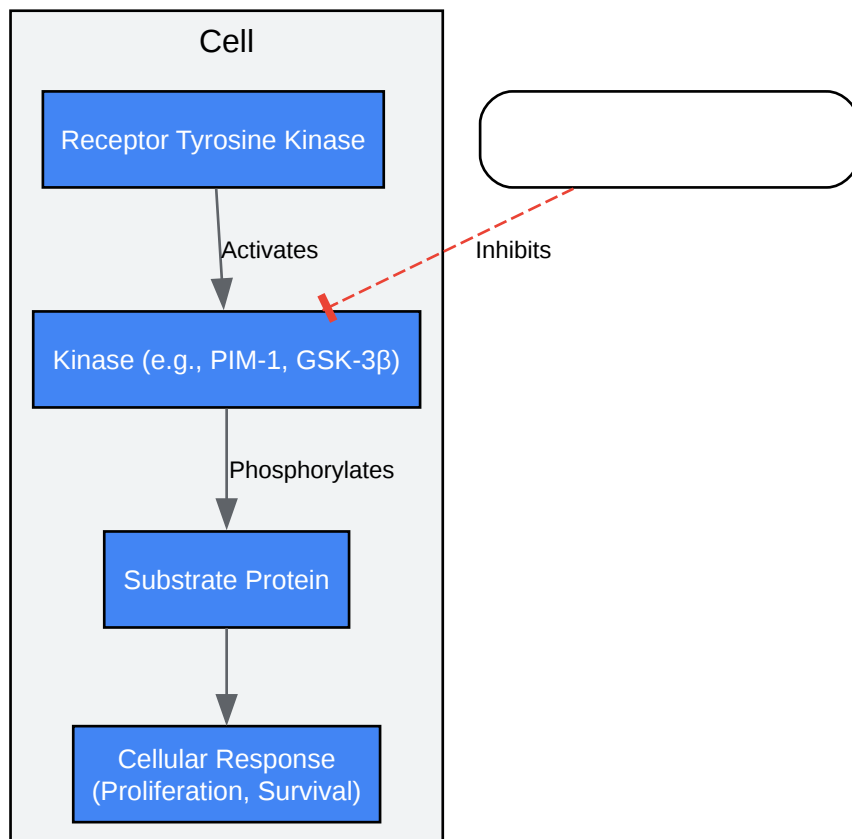 Cell
Receptor Tyrosine Kinase
Activates
Inhibits
Kinase (e.g., PIM-1, GSK-3β)
Phosphorylates
Substrate Protein
Cellular Response
(Proliferation, Survival)